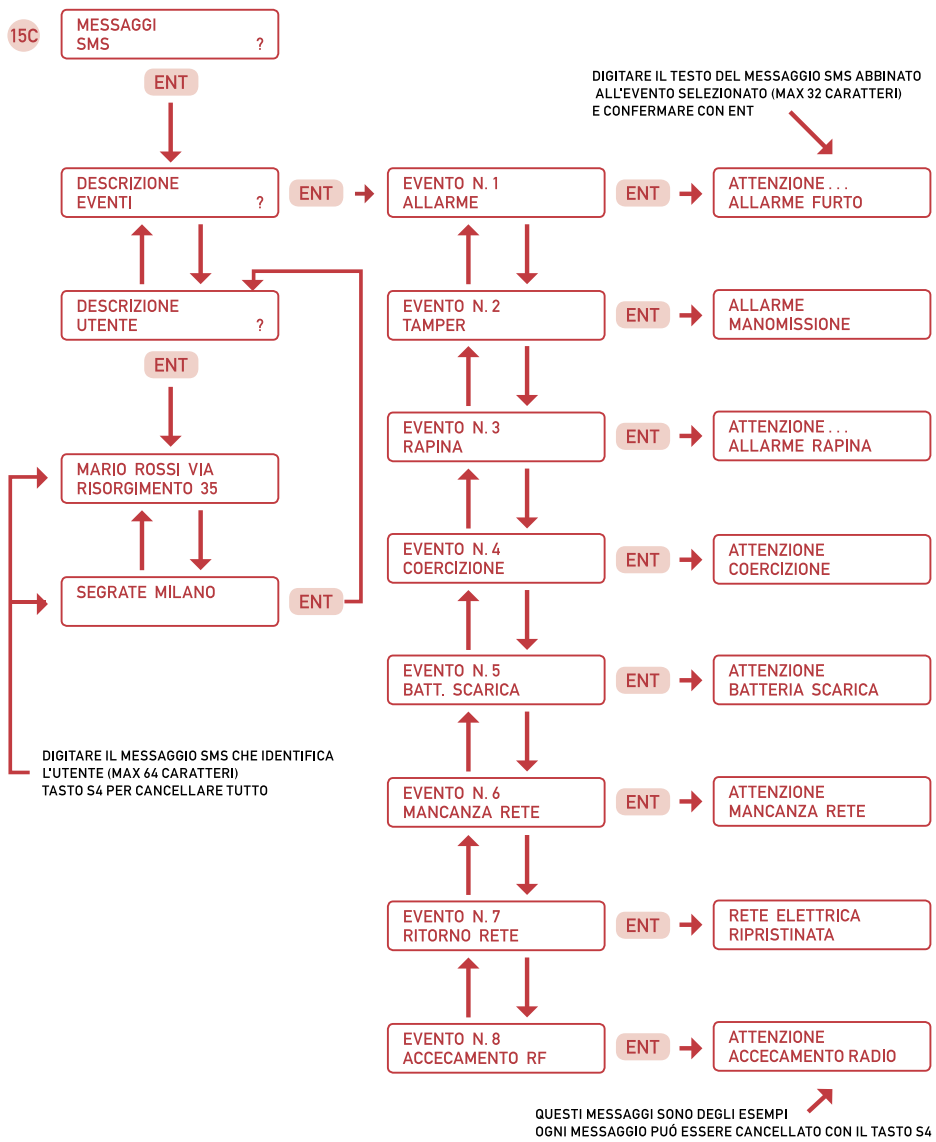 15C
MESSAGGI
SMS ?
ENT
DIGITARE IL TESTO DEL MESSAGGIO SMS ABBINATO
ALL'EVENTO SELEZIONATO (MAX 32 CARATTERI)
E CONFERMARE CON ENT
DESCRIZIONE
EVENTI ?
ENT
EVENTO N. 1
ALLARME
ENT
ATTENZIONE...
ALLARME FURTO
DESCRIZIONE
UTENTE ?
ENT
EVENTO N. 2
TAMPER
ENT
ALLARME
MANOMISSIONE
MARIO ROSSI VIA
RISORGIMENTO 35
EVENTO N. 3
RAPINA
ENT
ATTENZIONE...
ALLARME RAPINA
SEGRATE MILANO
ENT
EVENTO N. 4
COERCIZIONE
ENT
ATTENZIONE
COERCIZIONE
EVENTO N. 5
BATT. SCARICA
ENT
ATTENZIONE
BATTERIA SCARICA
DIGITARE IL MESSAGGIO SMS CHE IDENTIFICA
L'UTENTE (MAX 64 CARATTERI)
TASTO S4 PER CANCELLARE TUTTO
EVENTO N. 6
MANCANZA RETE
ENT
ATTENZIONE
MANCANZA RETE
EVENTO N. 7
RITORNO RETE
ENT
RETE ELETTRICA
RIPRISTINATA
EVENTO N. 8
ACCECAMENTO RF
ENT
ATTENZIONE
ACCECAMENTO RADIO
QUESTI MESSAGGI SONO DEGLI ESEMPI
OGNI MESSAGGIO PUÓ ESSERE CANCELLATO CON IL TASTO S4